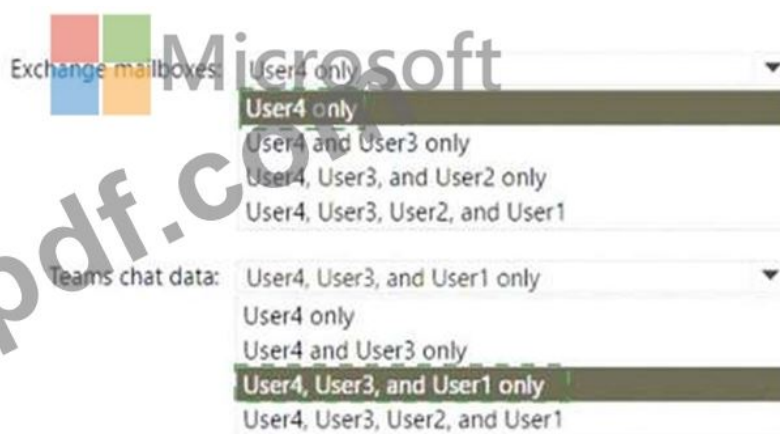 Microsoft
Exchange mailboxes: User4 only
User4 only
User4 and User3 only
User4, User3, and User2 only
User4, User3, User2, and User1
pdf.com
Teams chat data: User4, User3, and User1 only
User4 only
User4 and User3 only
User4, User3, and User1 only
User4, User3, User2, and User1